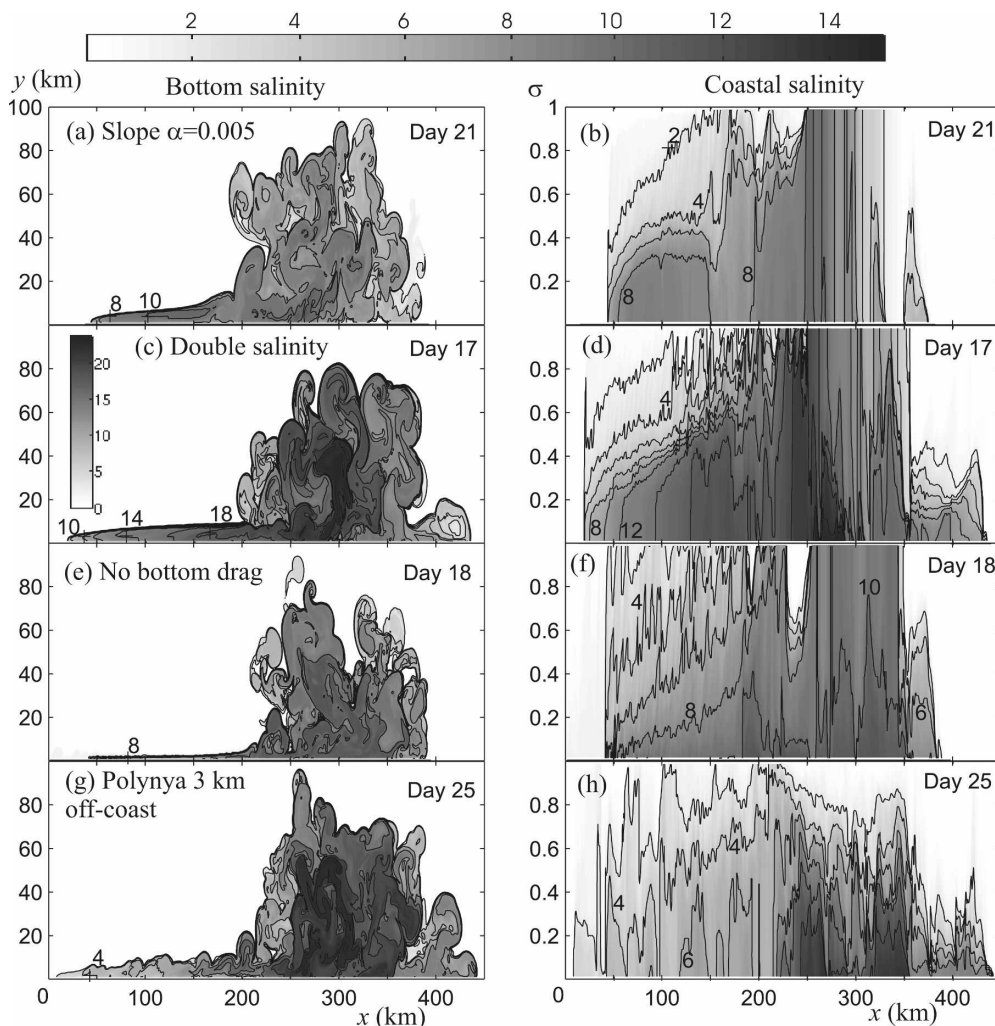 2 4 6 8 10 12 14
y (km) Bottom salinity σ Coastal salinity
100 (a) Slope α=0.005 Day 21
80
60
40
20
8 10
1 (b) Day 21
0.8 2
0.6
4
0.4
0.2 8 8
(c) Double salinity Day 17
80
60
40
20
20
15
10
5
0
10 14 18
(d) Day 17
0.8
0.6 4
0.4
0.2
8 12
(e) No bottom drag Day 18
80
60
40
20
8
(f) Day 18
0.8 10
0.6 4
0.4
0.2 8 6
(g) Polynya 3 km Day 25
80 off-coast
60
40
20
4
(h) Day 25
0.8
0.6 4
0.4
4
0.2
6
0 100 200 300 400
x (km)
100 200 300 400
x (km)